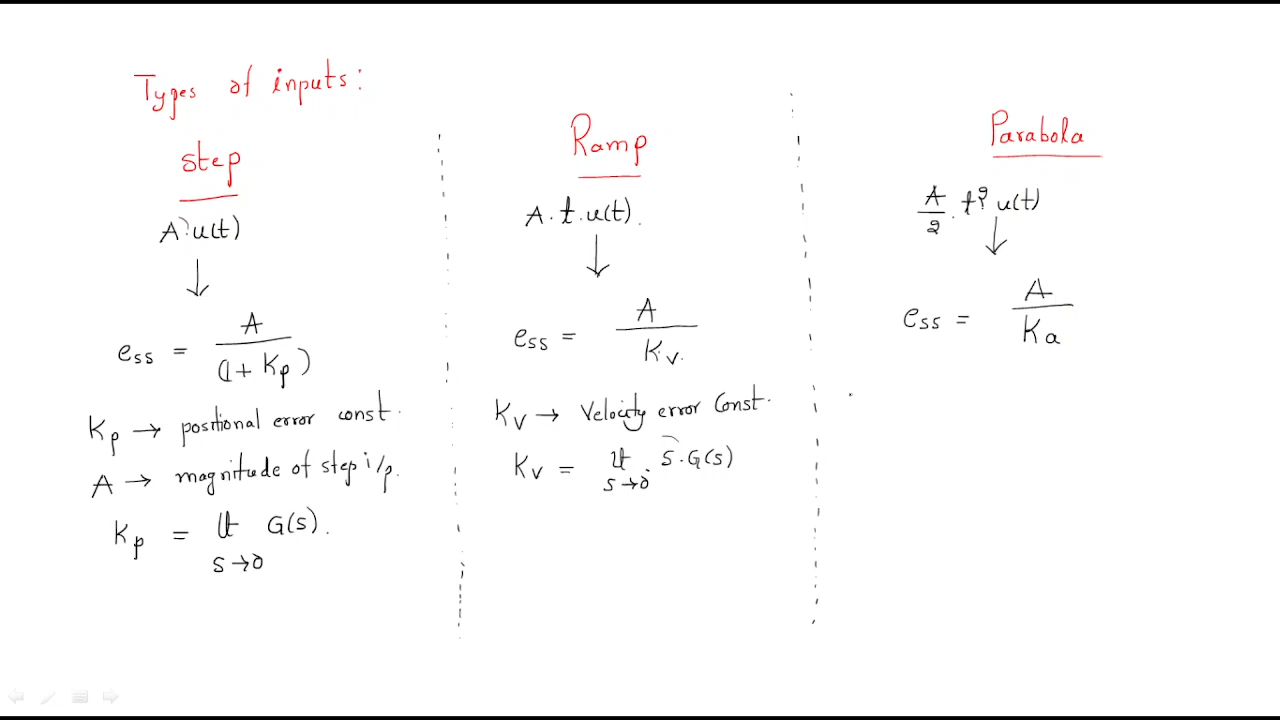 Types of inputs:
Step
A.u(t)
ess = A / (1 + Kp)
Kp → positional error const.
A → magnitude of step i/p.
Kp = lt s→0 G(s).
Ramp
A.t.u(t).
ess = A / Kv
Kv → Velocity error Const.
Kv = lt s→0 . S.G(s)
Parabola
A/2 . t². u(t)
ess = A / Ka